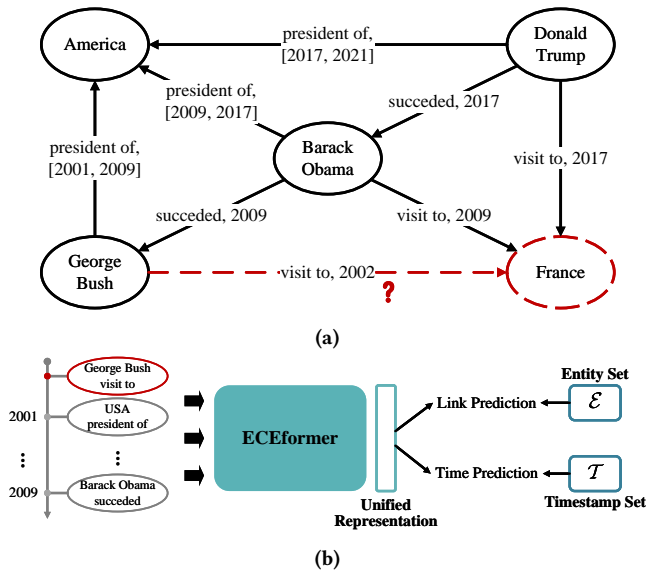 America
president of,
[2017, 2021]
Donald
Trump
president of,
[2009, 2017]
succeded, 2017
president of,
[2001, 2009]
Barack
Obama
visit to, 2017
succeded, 2009
visit to, 2009
George
Bush
visit to, 2002
?
France
(a)
George Bush
visit to
2001
USA
president of
⋮
⋮
2009
Barack Obama
succeded
ECEformer
Unified
Representation
Link Prediction
Time Prediction
Entity Set
ℰ
𝒯
Timestamp Set
(b)